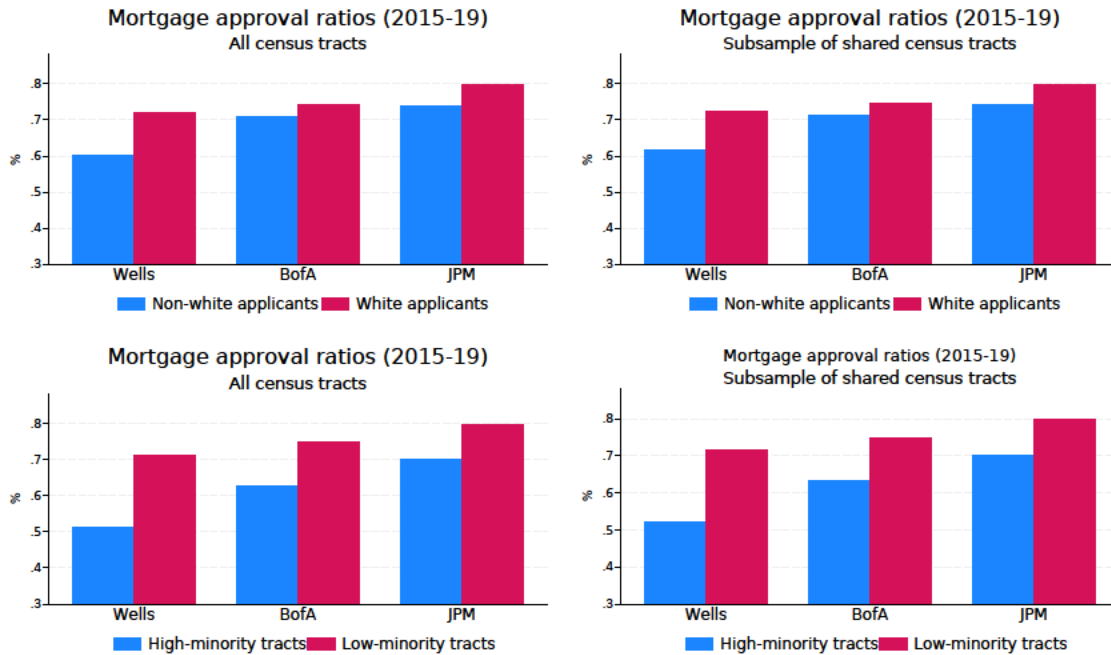 Mortgage approval ratios (2015-19)
All census tracts
%
.8
.7
.6
.5
.4
.3
Wells BofA JPM
Non-white applicants White applicants
Mortgage approval ratios (2015-19)
Subsample of shared census tracts
%
.8
.7
.6
.5
.4
.3
Wells BofA JPM
Non-white applicants White applicants
Mortgage approval ratios (2015-19)
All census tracts
%
.8
.7
.6
.5
.4
.3
Wells BofA JPM
High-minority tracts Low-minority tracts
Mortgage approval ratios (2015-19)
Subsample of shared census tracts
%
.8
.7
.6
.5
.4
.3
Wells BofA JPM
High-minority tracts Low-minority tracts